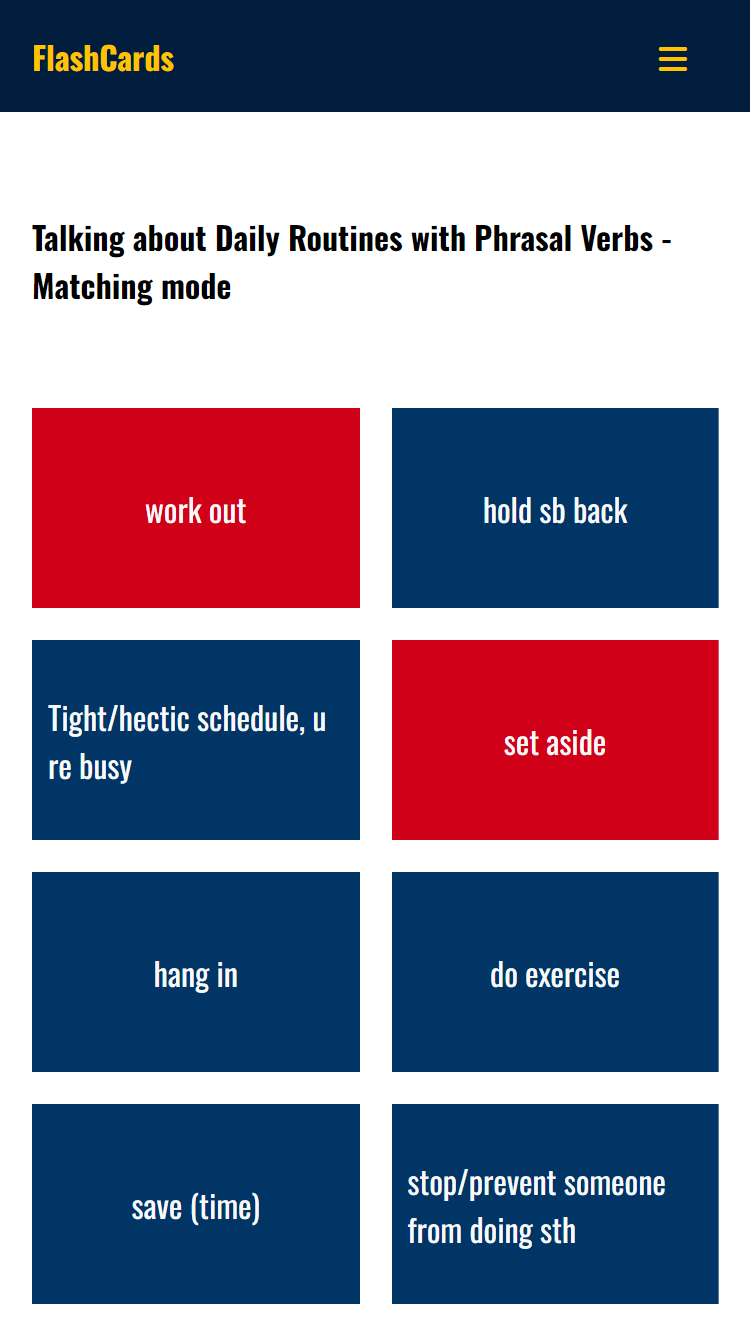 FlashCards
Talking about Daily Routines with Phrasal Verbs -
Matching mode
work out
hold sb back
Tight/hectic schedule, u
re busy
set aside
hang in
do exercise
save (time)
stop/prevent someone
from doing sth